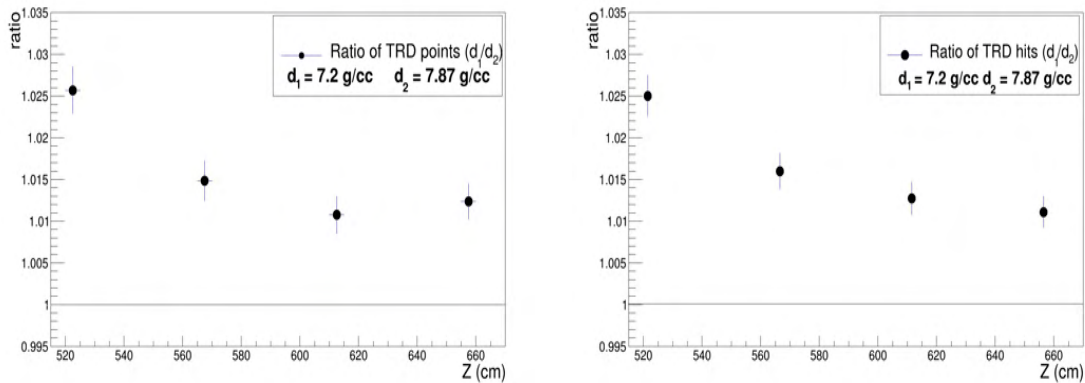 ratio
1.035
1.03
1.025
1.02
1.015
1.01
1.005
1
0.995
520 540 560 580 600 620 640 660
Z (cm)
Ratio of TRD points (d₁/d₂)
d₁ = 7.2 g/cc d₂ = 7.87 g/cc
ratio
1.035
1.03
1.025
1.02
1.015
1.01
1.005
1
0.995
520 540 560 580 600 620 640 660
Z (cm)
Ratio of TRD hits (d₁/d₂)
d₁ = 7.2 g/cc d₂ = 7.87 g/cc